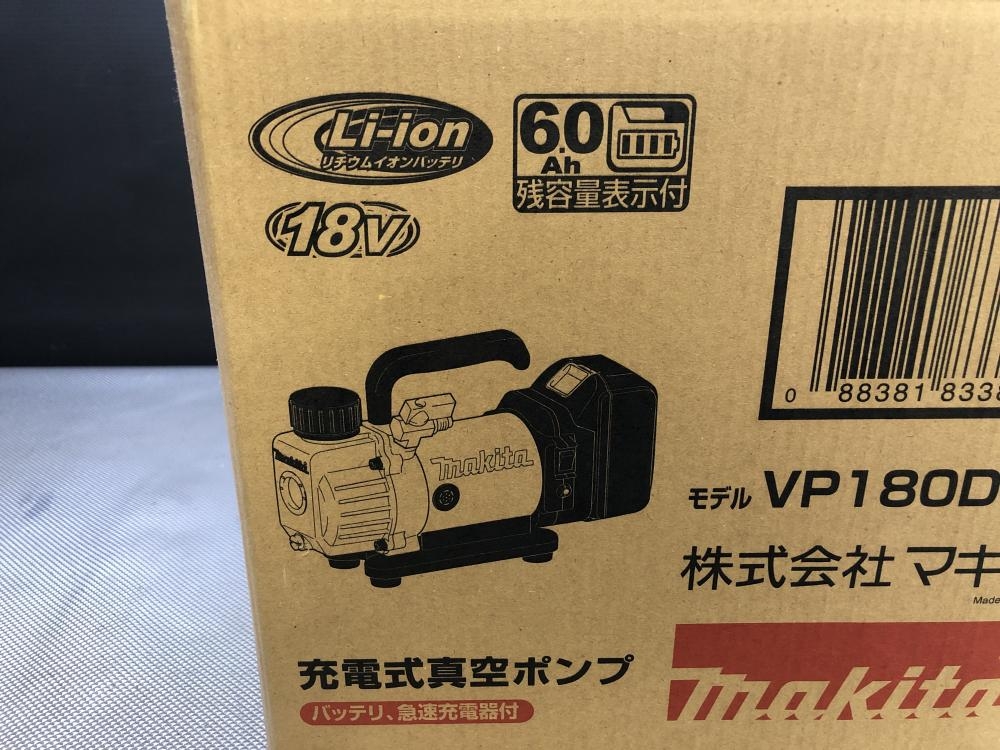 Li-ion
リチウムイオンバッテリ
18V
6.0
Ah
残容量表示付
0 88381 8338
makita
makita
モデル VP180D
株式会社 マキ
Made
充電式真空ポンプ
バッテリ、急速充電器付
makita